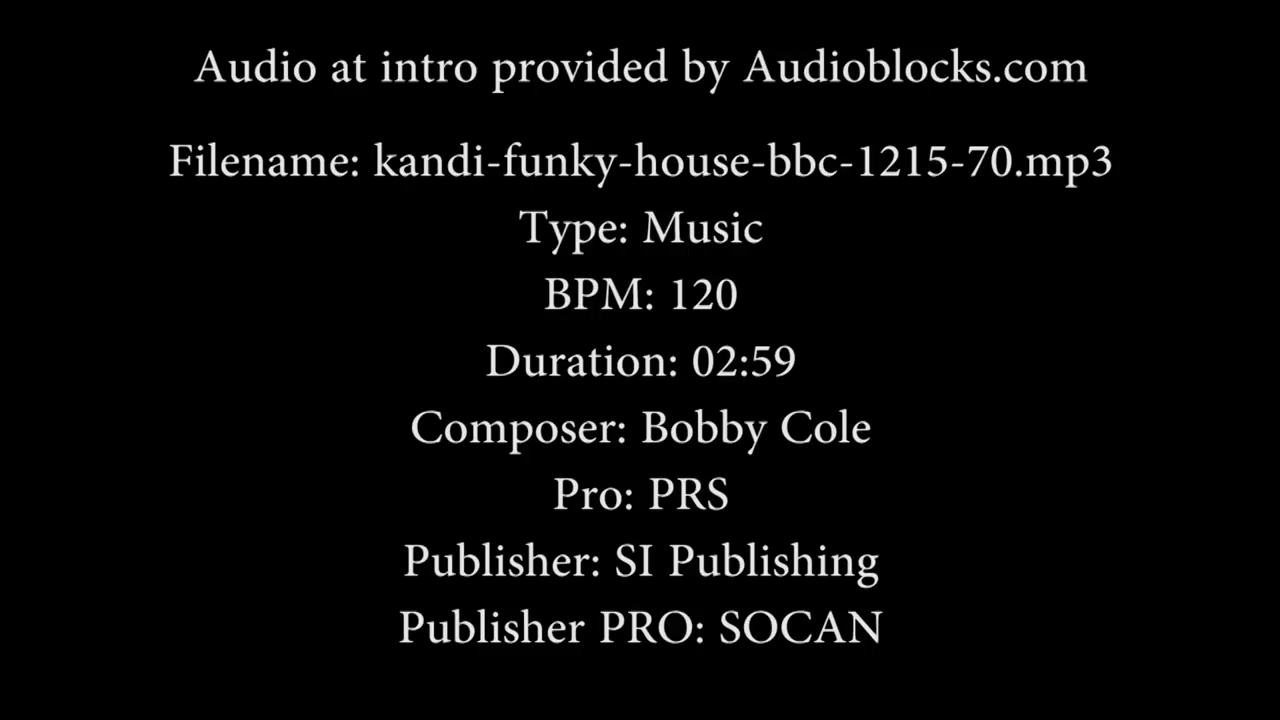 Audio at intro provided by Audioblocks.com
Filename: kandi-funky-house-bbc-1215-70.mp3
Type: Music
BPM: 120
Duration: 02:59
Composer: Bobby Cole
Pro: PRS
Publisher: SI Publishing
Publisher PRO: SOCAN